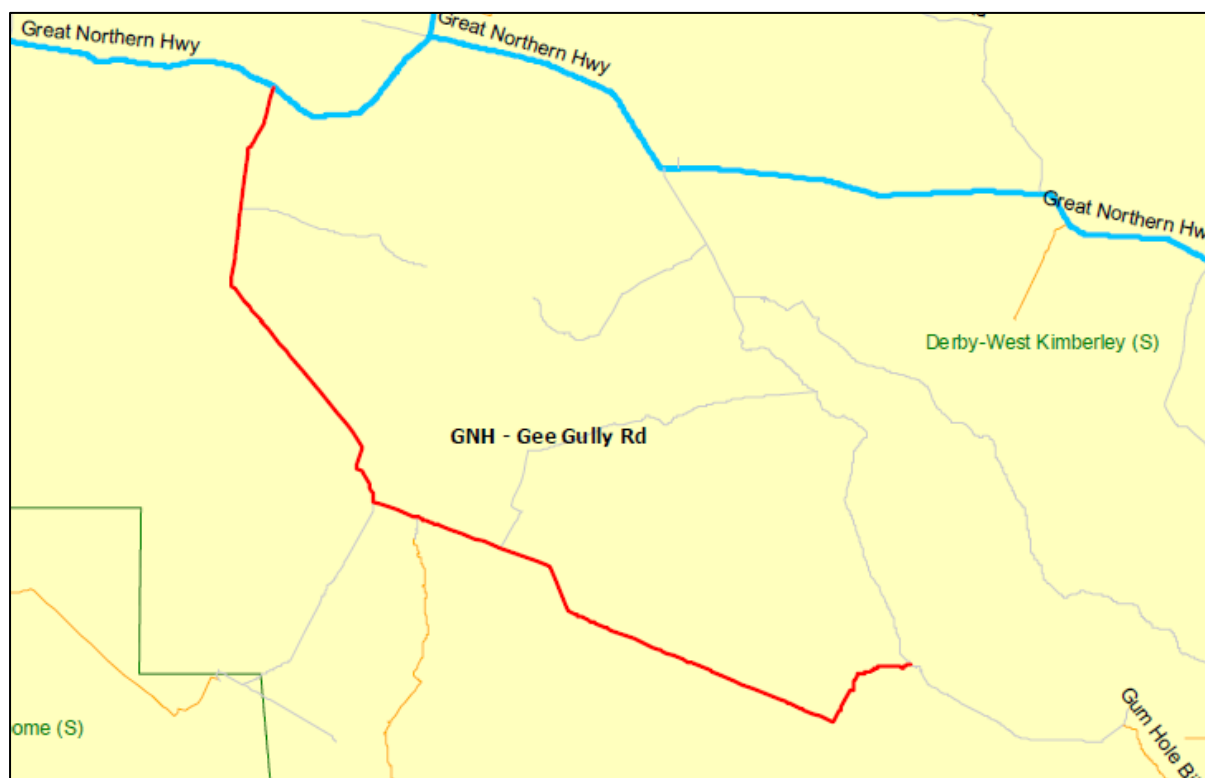 Great Northern Hwy
Great Northern Hwy
Great Northern Hw
Derby-West Kimberley (S)
GNH - Gee Gully Rd
ome (S)
Gum Hole B